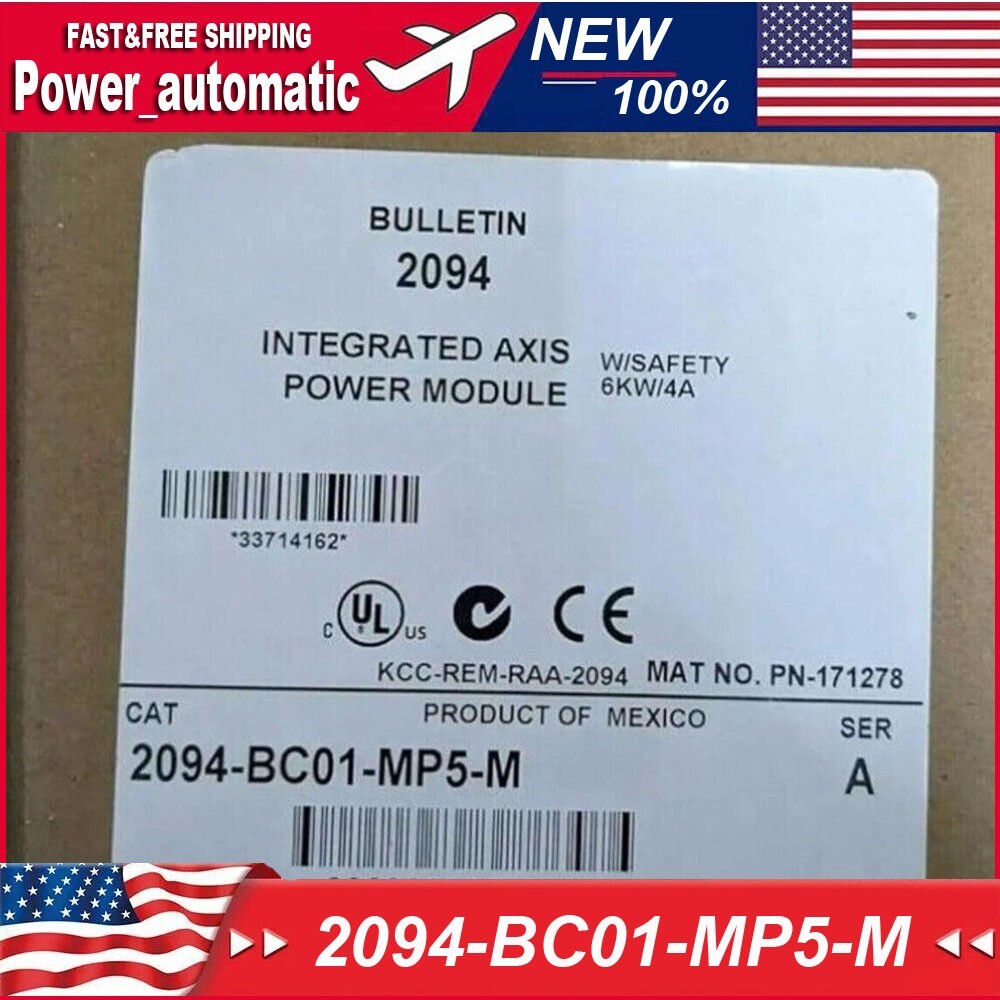 FAST&FREE SHIPPING
Power_automatic
NEW
100%
BULLETIN
2094
INTEGRATED AXIS
POWER MODULE
W/SAFETY
6KW/4A
*33714162*
C UL ® US
CE
KCC-REM-RAA-2094 MAT NO. PN-171278
CAT
PRODUCT OF MEXICO
SER
2094-BC01-MP5-M
A
2094-BC01-MP5-M